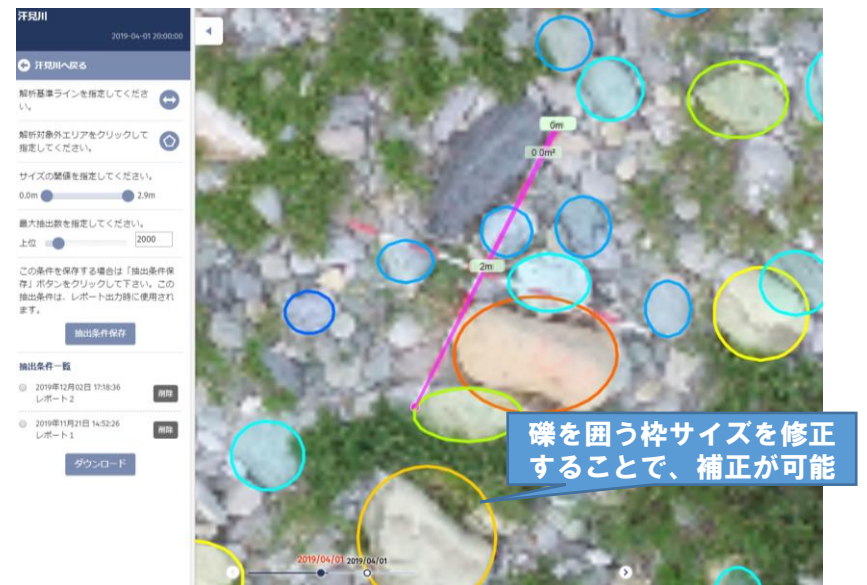 汗見川
2019-04-01 20:00:00
汗見川へ戻る
解析基準ラインを指定してくださ
い。
解析対象外エリアをクリックして
指定してください。
サイズの閾値を指定してください。
0.0m 2.9m
最大抽出数を指定してください。
上位 2000
この条件を保存する場合は「抽出条件保
存」ボタンをクリックして下さい。この
抽出条件は、レポート出力時に使用され
ます。
抽出条件保存
抽出条件一覧
2019年12月02日 17:18:36
レポート2
削除
2019年11月21日 14:52:26
レポート1
削除
ダウンロード
0m
0.0m²
2m
礫を囲う枠サイズを修正
することで、補正が可能
2019/04/01 2019/04/01